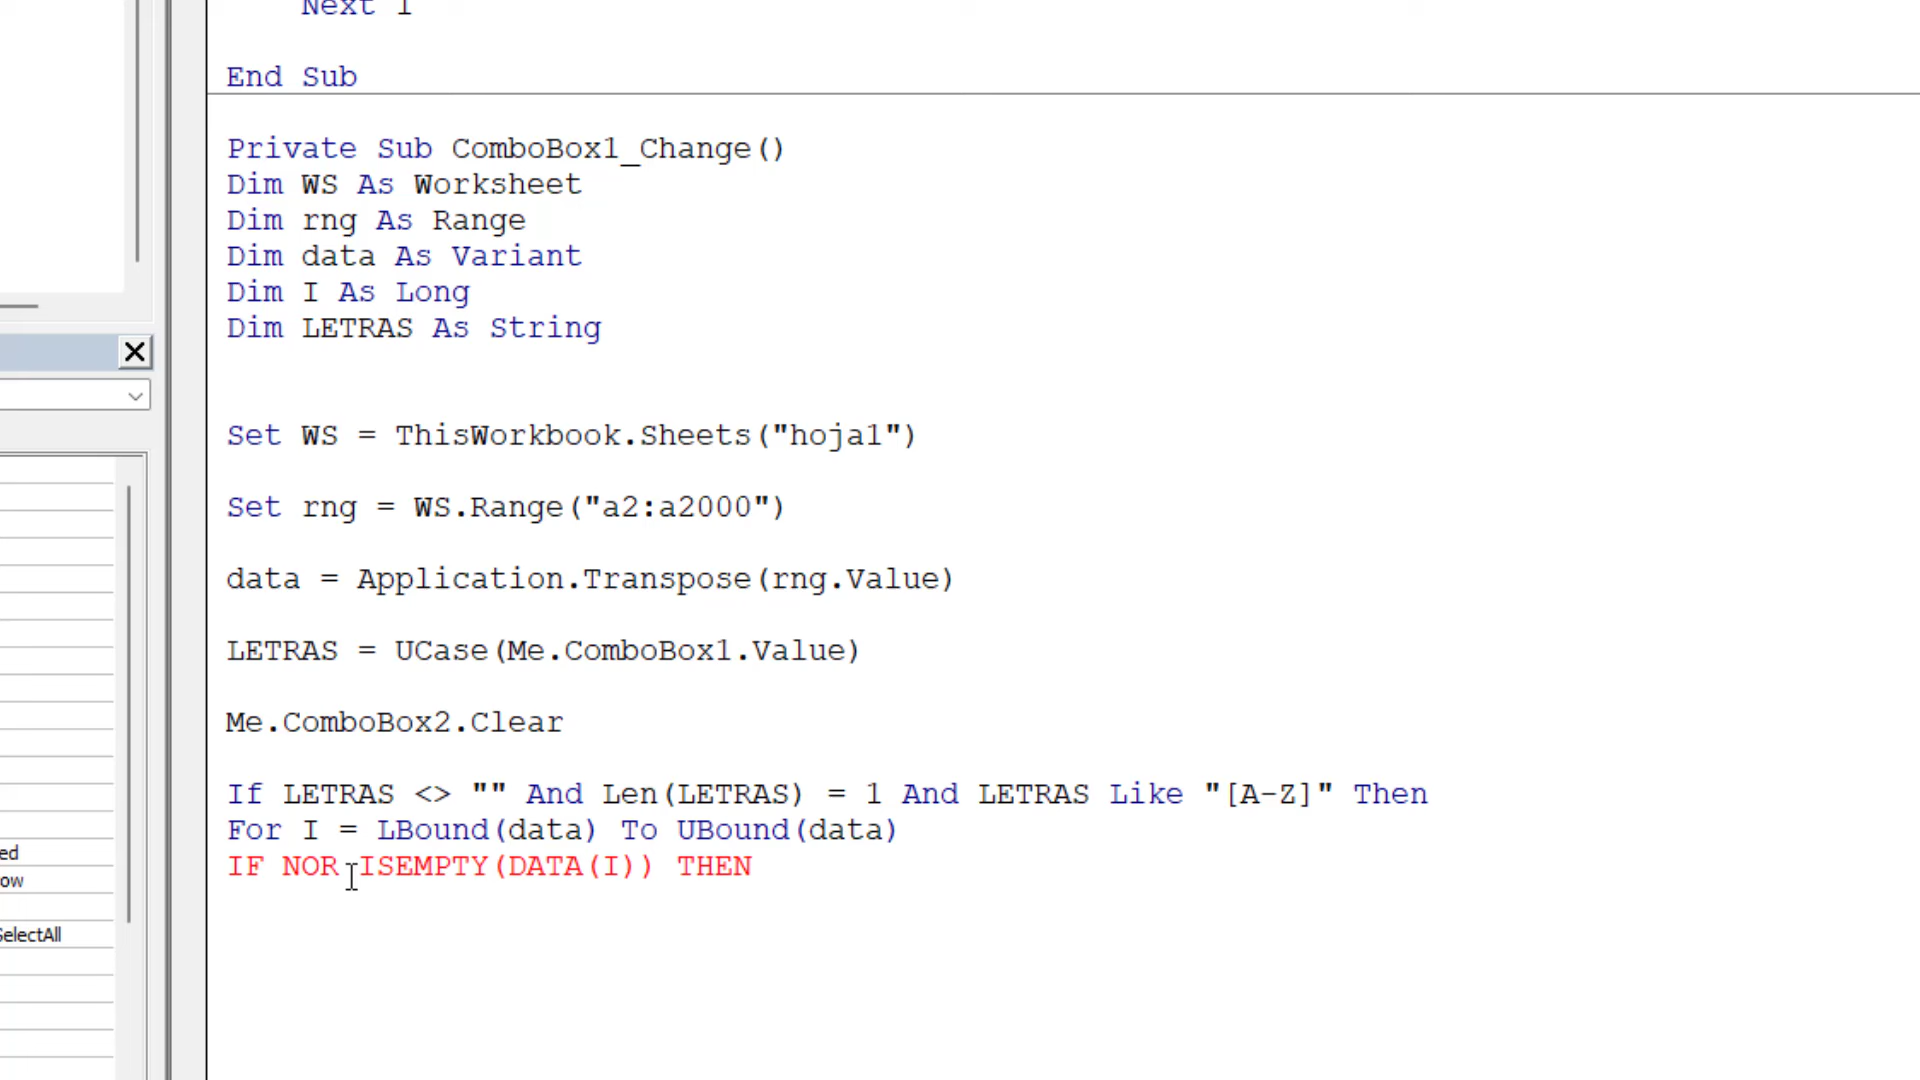 Next I
End Sub
Private Sub ComboBox1_Change()
Dim WS As Worksheet
Dim rng As Range
Dim data As Variant
Dim I As Long
Dim LETRAS As String
Set WS = ThisWorkbook.Sheets("hoja1")
Set rng = WS.Range("a2:a2000")
data = Application.Transpose(rng.Value)
LETRAS = UCase(Me.ComboBox1.Value)
Me.ComboBox2.Clear
If LETRAS <> "" And Len(LETRAS) = 1 And LETRAS Like "[A-Z]" Then
For I = LBound(data) To UBound(data)
IF NOR ISEMPTY(DATA(I)) THEN
ed
ow
SelectAll